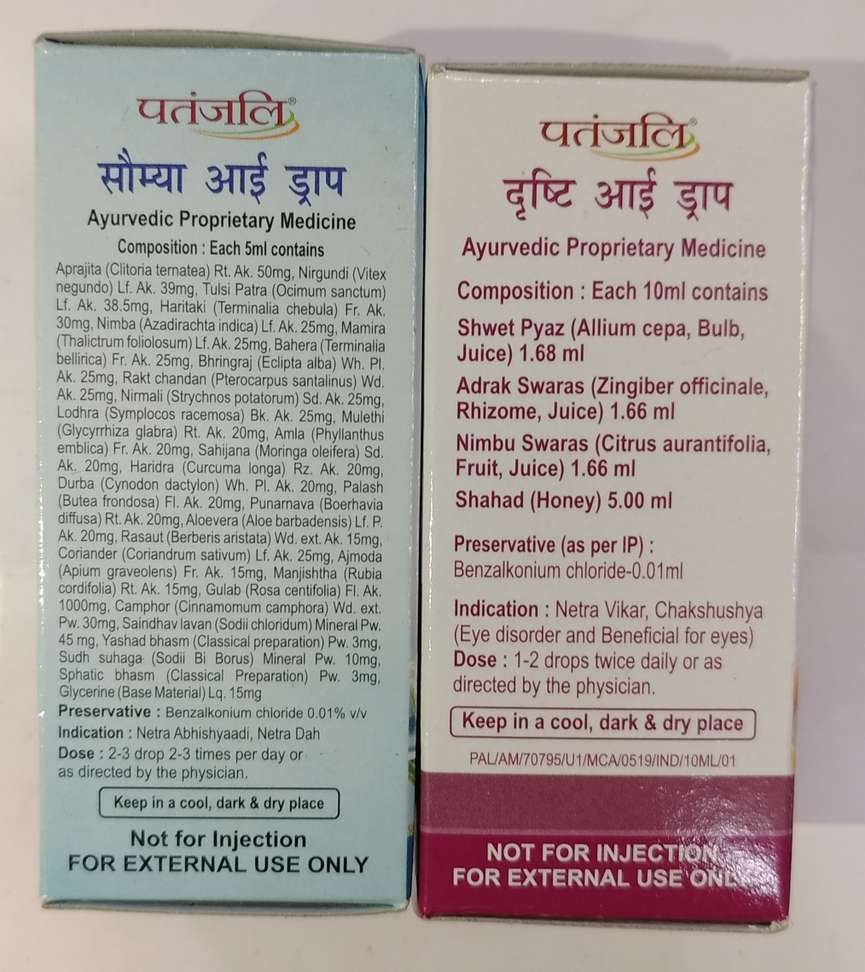 पतंजलि®
सौम्या आई ड्राप
Ayurvedic Proprietary Medicine
Composition : Each 5ml contains
Aprajita (Clitoria ternatea) Rt. Ak. 50mg, Nirgundi (Vitex
negundo) Lf. Ak. 39mg, Tulsi Patra (Ocimum sanctum)
Lf. Ak. 38.5mg, Haritaki (Terminalia chebula) Fr. Ak.
30mg, Nimba (Azadirachta indica) Lf. Ak. 25mg, Mamira
(Thalictrum foliolosum) Lf. Ak. 25mg, Bahera (Terminalia
bellirica) Fr. Ak. 25mg, Bhringraj (Eclipta alba) Wh. Pl.
Ak. 25mg, Rakt chandan (Pterocarpus santalinus) Wd.
Ak. 25mg, Nirmali (Strychnos potatorum) Sd. Ak. 25mg,
Lodhra (Symplocos racemosa) Bk. Ak. 25mg, Mulethi
(Glycyrrhiza glabra) Rt. Ak. 20mg, Amla (Phyllanthus
emblica) Fr. Ak. 20mg, Sahijana (Moringa oleifera) Sd.
Ak. 20mg, Haridra (Curcuma longa) Rz. Ak. 20mg,
Durba (Cynodon dactylon) Wh. Pl. Ak. 20mg, Palash
(Butea frondosa) Fl. Ak. 20mg, Punarnava (Boerhavia
diffusa) Rt. Ak. 20mg, Aloevera (Aloe barbadensis) Lf. P.
Ak. 20mg, Rasaut (Berberis aristata) Wd. ext. Ak. 15mg,
Coriander (Coriandrum sativum) Lf. Ak. 25mg, Ajmoda
(Apium graveolens) Fr. Ak. 15mg, Manjishtha (Rubia
cordifolia) Rt. Ak. 15mg, Gulab (Rosa centifolia) Fl. Ak.
1000mg, Camphor (Cinnamomum camphora) Wd. ext.
Pw. 30mg, Saindhav lavan (Sodii chloridum) Mineral Pw.
45 mg, Yashad bhasm (Classical preparation) Pw. 3mg,
Sudh suhaga (Sodii Bi Borus) Mineral Pw. 10mg,
Sphatic bhasm (Classical Preparation) Pw. 3mg,
Glycerine (Base Material) Lq. 15mg
Preservative : Benzalkonium chloride 0.01% v/v
Indication : Netra Abhishyaadi, Netra Dah
Dose : 2-3 drop 2-3 times per day or
as directed by the physician.
Keep in a cool, dark & dry place
Not for Injection
FOR EXTERNAL USE ONLY
पतंजलि®
दृष्टि आई ड्राप
Ayurvedic Proprietary Medicine
Composition : Each 10ml contains
Shwet Pyaz (Allium cepa, Bulb,
Juice) 1.68 ml
Adrak Swaras (Zingiber officinale,
Rhizome, Juice) 1.66 ml
Nimbu Swaras (Citrus aurantifolia,
Fruit, Juice) 1.66 ml
Shahad (Honey) 5.00 ml
Preservative (as per IP) :
Benzalkonium chloride-0.01ml
Indication : Netra Vikar, Chakshushya
(Eye disorder and Beneficial for eyes)
Dose : 1-2 drops twice daily or as
directed by the physician.
Keep in a cool, dark & dry place
PAL/AM/70795/U1/MCA/0519/IND/10ML/01
NOT FOR INJECTION
FOR EXTERNAL USE ONLY